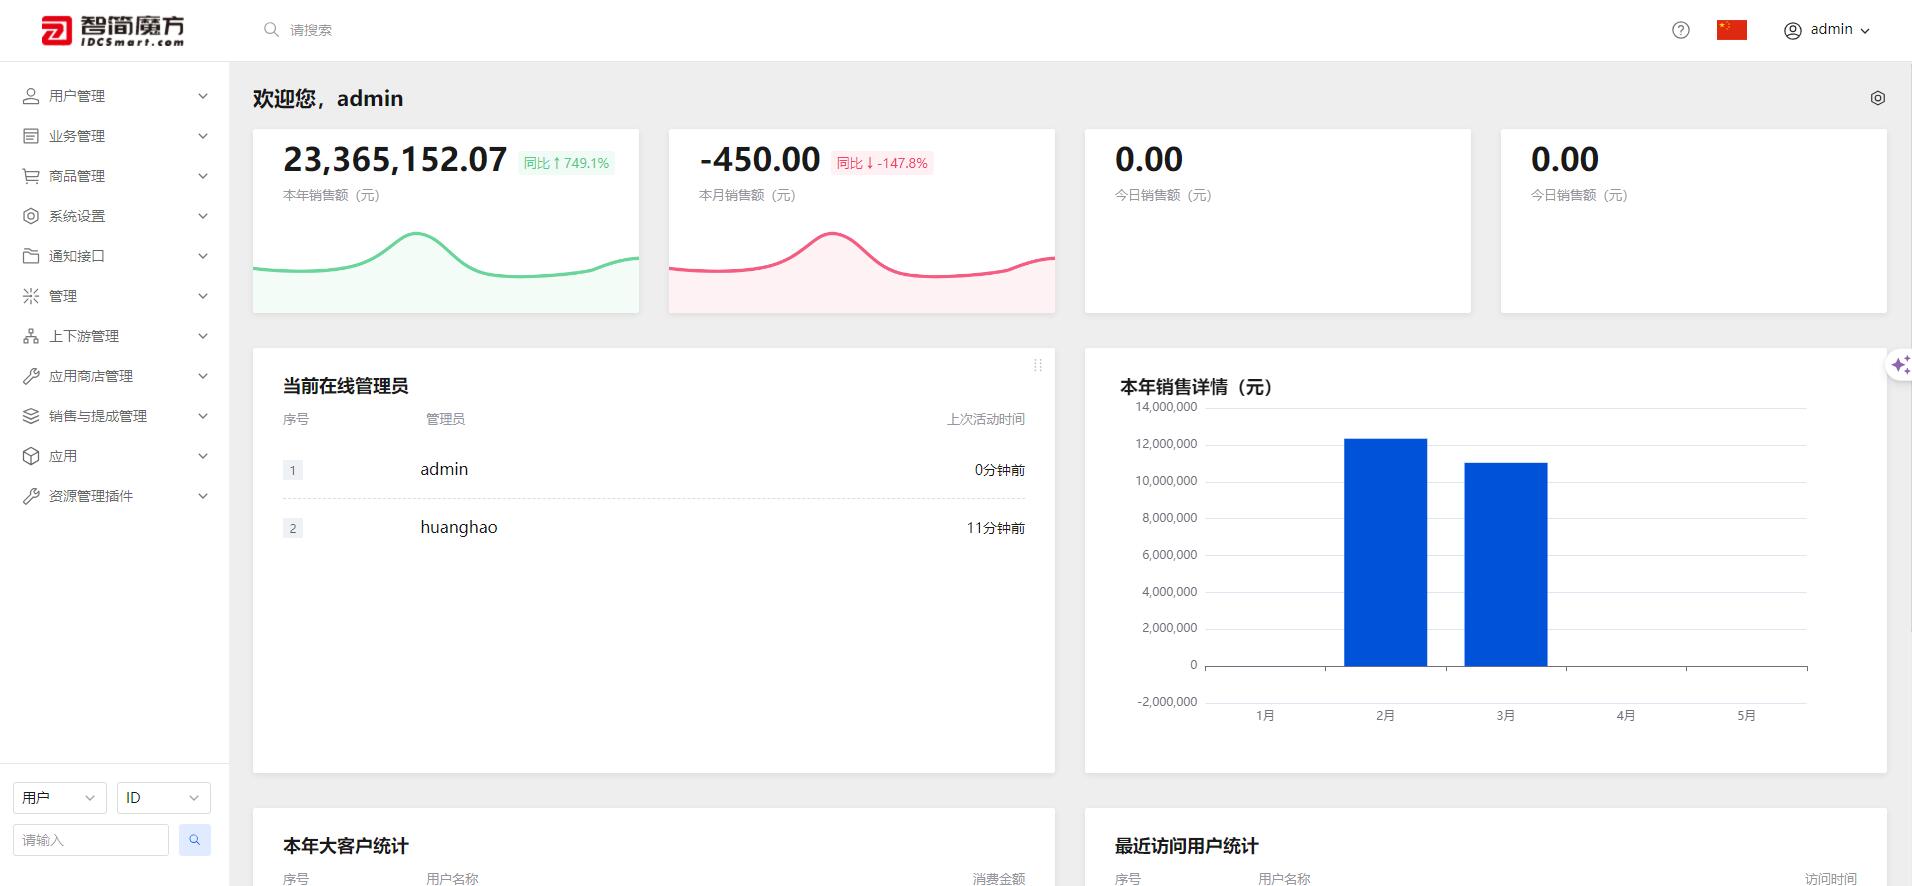 智简魔方
IDCSmart.com
请搜索
admin
用户管理
业务管理
商品管理
系统设置
通知接口
管理
上下游管理
应用商店管理
销售与提成管理
应用
资源管理插件
用户
ID
请输入
欢迎您，admin
23,365,152.07 同比↑749.1%
本年销售额（元）
-450.00 同比↓-147.8%
本月销售额（元）
0.00
今日销售额（元）
0.00
今日销售额（元）
当前在线管理员
序号 管理员 上次活动时间
1 admin 0分钟前
2 huanghao 11分钟前
本年销售详情（元）
14,000,000
12,000,000
10,000,000
8,000,000
6,000,000
4,000,000
2,000,000
0
-2,000,000
1月 2月 3月 4月 5月
本年大客户统计
序号 用户名称 消费金额
最近访问用户统计
序号 用户名称 访问时间